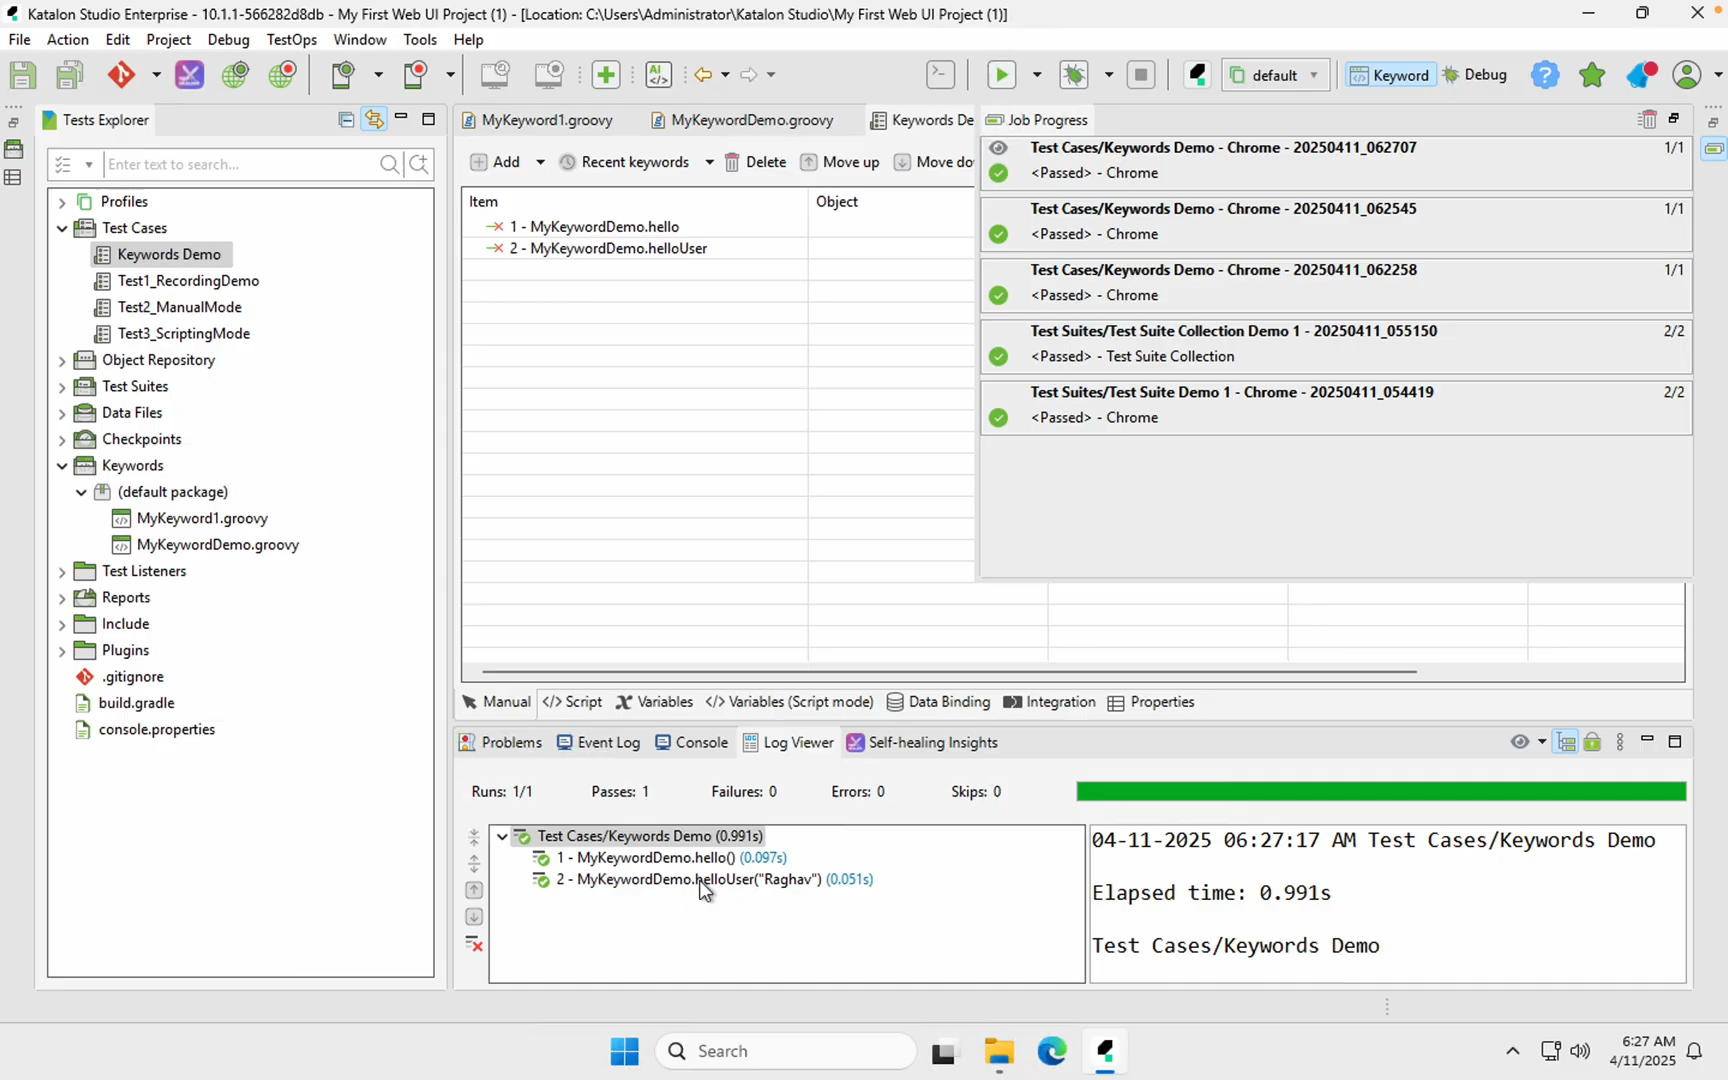 Katalon Studio Enterprise - 10.1.1-566282d8db - My First Web UI Project (1) - [Location: C:\Users\Administrator\Katalon Studio\My First Web UI Project (1)]
File Action Edit Project Debug TestOps Window Tools Help
default Keyword Debug
Tests Explorer
MyKeyword1.groovy MyKeywordDemo.groovy Keywords De
Job Progress
Enter text to search...
Add Recent keywords Delete Move up Move do
Item Object
1 - MyKeywordDemo.hello
2 - MyKeywordDemo.helloUser
Test Cases/Keywords Demo - Chrome - 20250411_062707 1/1
<Passed> - Chrome
Test Cases/Keywords Demo - Chrome - 20250411_062545 1/1
<Passed> - Chrome
Test Cases/Keywords Demo - Chrome - 20250411_062258 1/1
<Passed> - Chrome
Test Suites/Test Suite Collection Demo 1 - 20250411_055150 2/2
<Passed> - Test Suite Collection
Test Suites/Test Suite Demo 1 - Chrome - 20250411_054419 2/2
<Passed> - Chrome
Profiles
Test Cases
Keywords Demo
Test1_RecordingDemo
Test2_ManualMode
Test3_ScriptingMode
Object Repository
Test Suites
Data Files
Checkpoints
Keywords
(default package)
MyKeyword1.groovy
MyKeywordDemo.groovy
Test Listeners
Reports
Include
Plugins
.gitignore
build.gradle
console.properties
Manual </> Script Variables </> Variables (Script mode) Data Binding Integration Properties
Problems Event Log Console Log Viewer Self-healing Insights
Runs: 1/1 Passes: 1 Failures: 0 Errors: 0 Skips: 0
Test Cases/Keywords Demo (0.991s)
1 - MyKeywordDemo.hello() (0.097s)
2 - MyKeywordDemo.helloUser("Raghav") (0.051s)
04-11-2025 06:27:17 AM Test Cases/Keywords Demo
Elapsed time: 0.991s
Test Cases/Keywords Demo
Search
6:27 AM
4/11/2025